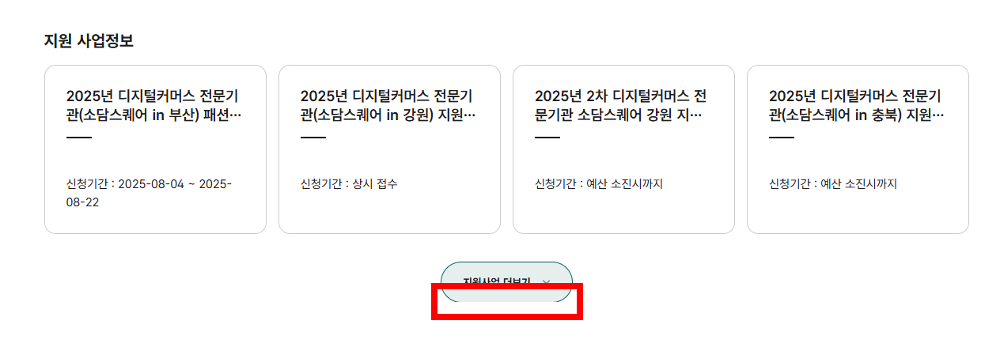 지원 사업정보
2025년 디지털커머스 전문기
관(소담스퀘어 in 부산) 패션…
신청기간 : 2025-08-04 ~ 2025-
08-22
2025년 디지털커머스 전문기
관(소담스퀘어 in 강원) 지원…
신청기간 : 상시 접수
2025년 2차 디지털커머스 전
문기관 소담스퀘어 강원 지…
신청기간 : 예산 소진시까지
2025년 디지털커머스 전문기
관(소담스퀘어 in 충북) 지원…
신청기간 : 예산 소진시까지
지원사업 더보기